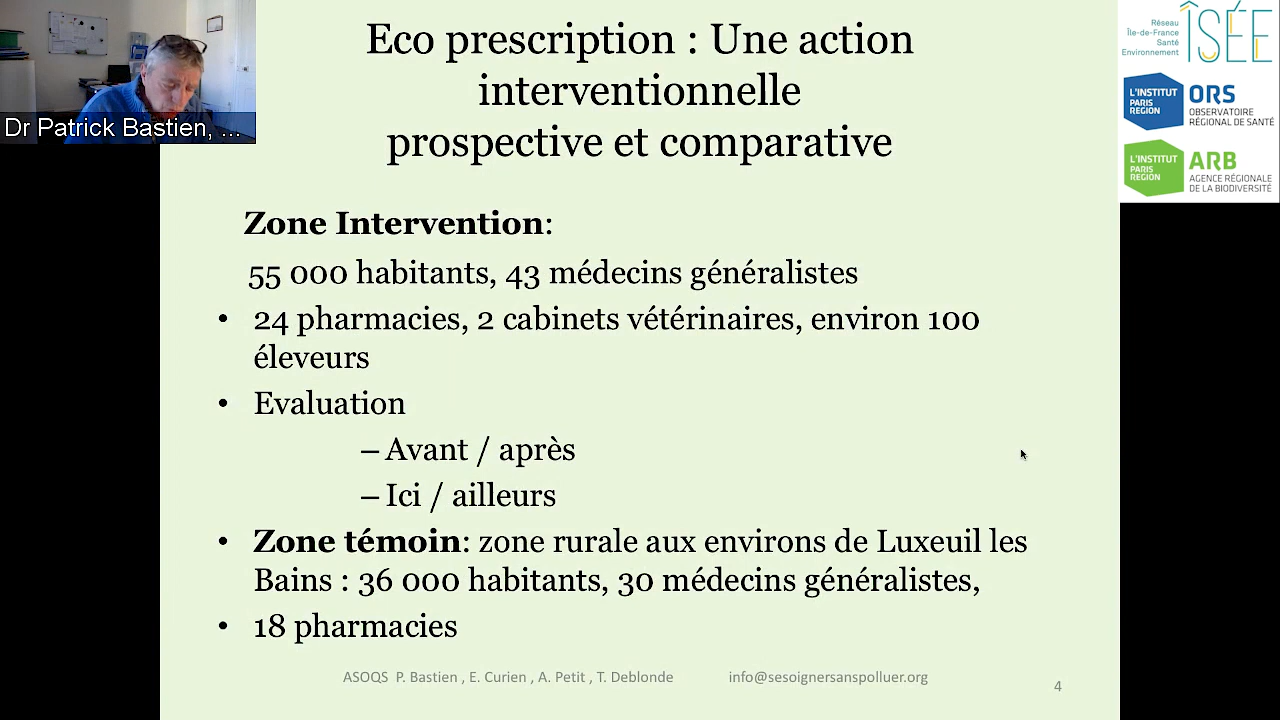 Eco prescription : Une action
interventionnelle
prospective et comparative
Dr Patrick Bastien, ...
Réseau
Île-de-France
Santé
Environnement
ÎSÉE
L'INSTITUT
PARIS
REGION
ORS
OBSERVATOIRE
RÉGIONAL DE SANTÉ
L'INSTITUT
PARIS
REGION
ARB
AGENCE RÉGIONALE
DE LA BIODIVERSITÉ
Zone Intervention:
55 000 habitants, 43 médecins généralistes
• 24 pharmacies, 2 cabinets vétérinaires, environ 100
éleveurs
• Evaluation
– Avant / après
– Ici / ailleurs
• Zone témoin: zone rurale aux environs de Luxeuil les
Bains : 36 000 habitants, 30 médecins généralistes,
• 18 pharmacies
ASOQS P. Bastien , E. Curien , A. Petit , T. Deblonde info@sesoignersanspolluer.org
4